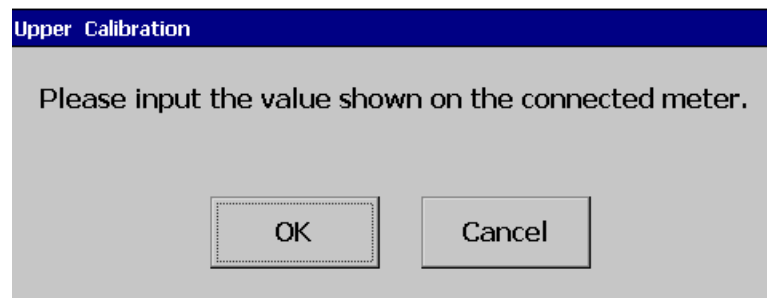 Upper Calibration
Please input the value shown on the connected meter.
OK
Cancel